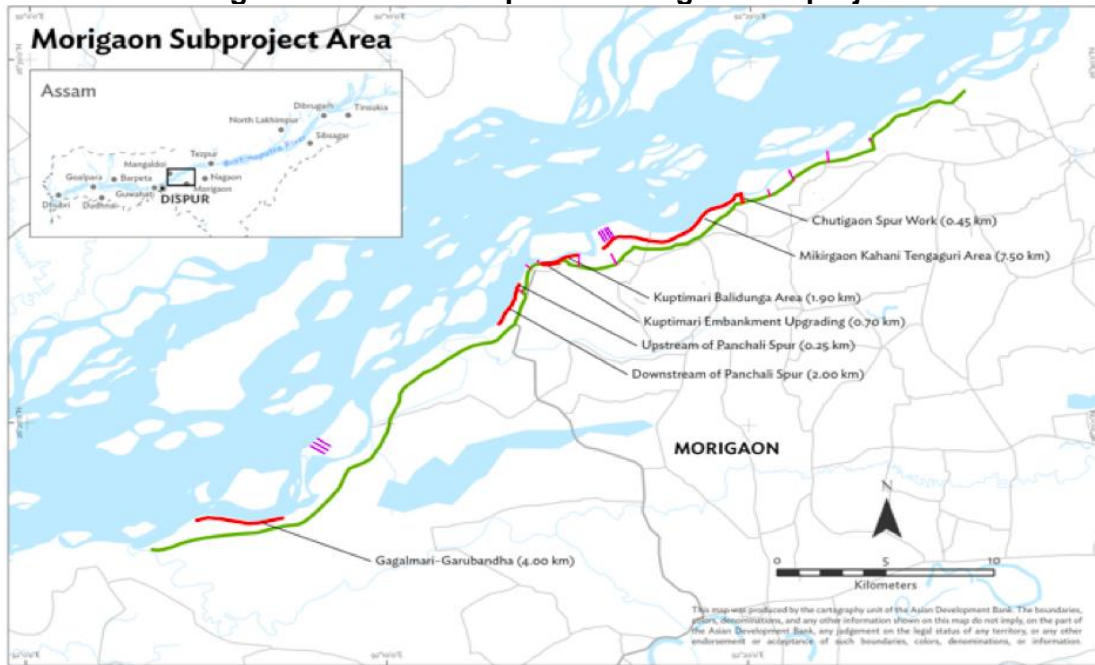 Morigaon Subproject Area
Assam
Dibrugarh
Tinsukia
North Lakhimpur
Sibsagar
Tezpur
Mangaldoi
Goalpara
Barpeta
Nagaon
Guwahati
Morigaon
DISPUR
Dhubri
Chutigaon Spur Work (0.45 km)
Mikirgaon Kahani Tengaguri Area (7.50 km)
Kuptimari Balidunga Area (1.90 km)
Kuptimari Embankment Upgrading (0.70 km)
Upstream of Panchali Spur (0.25 km)
Downstream of Panchali Spur (2.00 km)
MORIGAON
N
Gagalmari-Garubandha (4.00 km)
0 5 10
Kilometers
This map was produced by the cartography unit of the Asian Development Bank. The boundaries,
colors, denominations, and any other information shown on this map do not imply, on the part of
the Asian Development Bank, any judgement on the legal status of any territory, or any other
endorsement or acceptance of such boundaries, colors, denominations, or information.